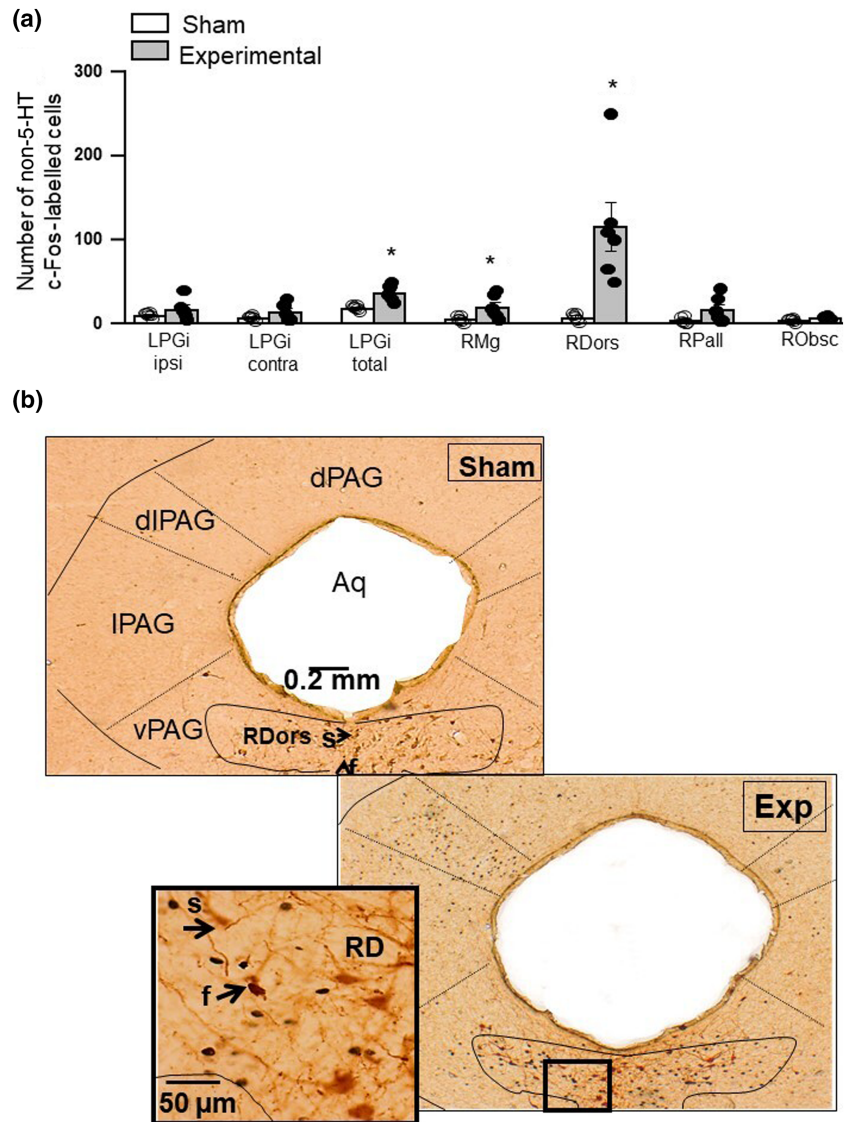 (a)
Sham
Experimental
Number of non-5-HT
c-Fos-labelled cells
300
200
100
0
*
*
*
LPGi
ipsi
LPGi
contra
LPGi
total
RMg
RDors
RPall
RObsc
(b)
Sham
dPAG
dlPAG
Aq
lPAG
0.2 mm
vPAG
RDors
s
f
Exp
s
RD
f
50 µm